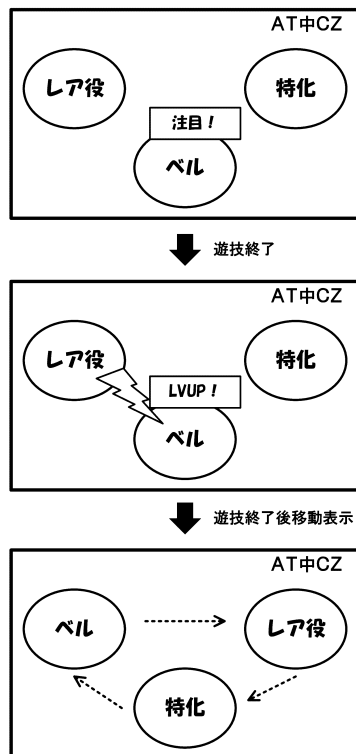 AT中CZ
レア役
特化
注目！
ベル
遊技終了
AT中CZ
レア役
特化
LVUP！
ベル
遊技終了後移動表示
AT中CZ
ベル
レア役
特化